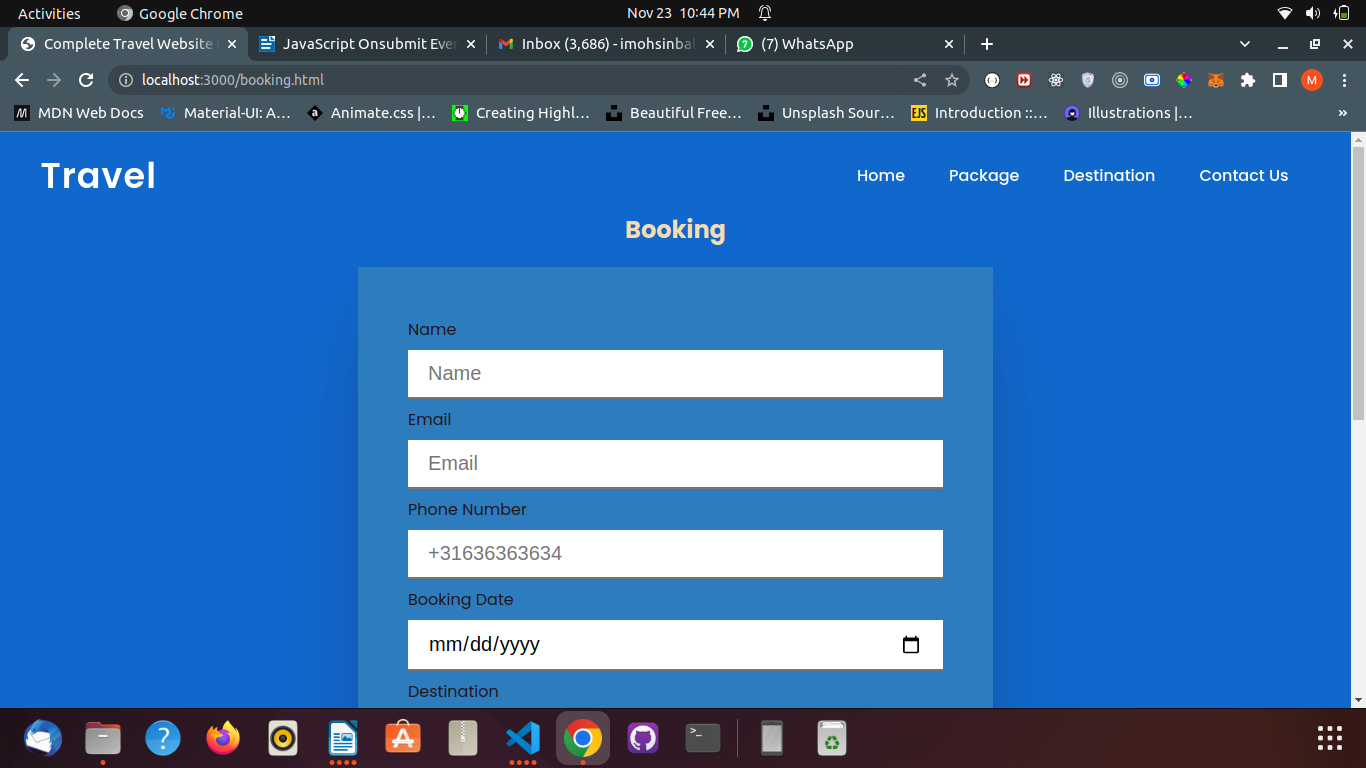 Activities Google Chrome Nov 23 10:44 PM
Complete Travel Website JavaScript Onsubmit Ever Inbox (3,686) - imohsinbal (7) WhatsApp
localhost:3000/booking.html M
MDN Web Docs Material-UI: A... Animate.css |... Creating Highl... Beautiful Free... Unsplash Sour... EJS Introduction ::... Illustrations |... »
Travel Home Package Destination Contact Us
Booking
Name
Name
Email
Email
Phone Number
+31636363634
Booking Date
mm/dd/yyyy
Destination